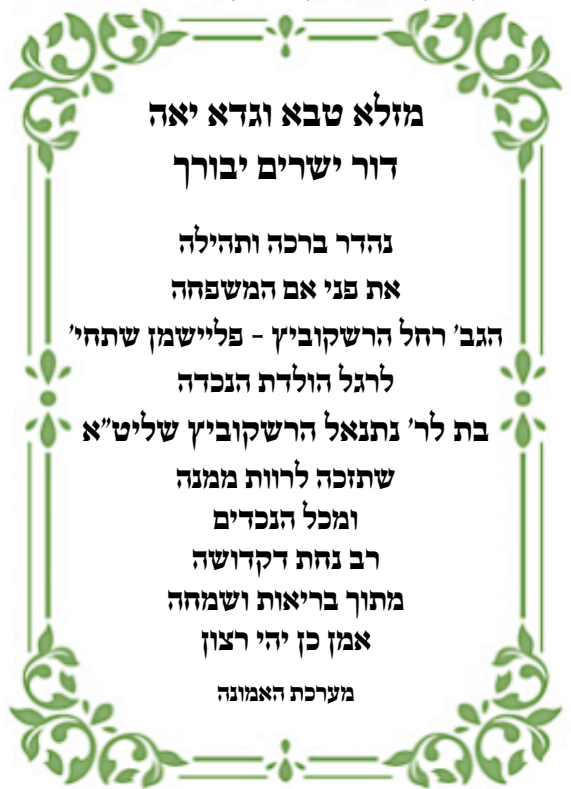 מזלא טבא וגדא יאה
דור ישרים יבורך
נהדר ברכה ותהילה
את פני אם המשפחה
הגב' רחל הרשקוביץ - פליישמן שתחי'
לרגל הולדת הנכדה
בת לר' נתנאל הרשקוביץ שליט"א
שתזכה לרוות ממנה
ומכל הנכדים
רב נחת דקדושה
מתוך בריאות ושמחה
אמן כן יהי רצון
מערכת האמונה